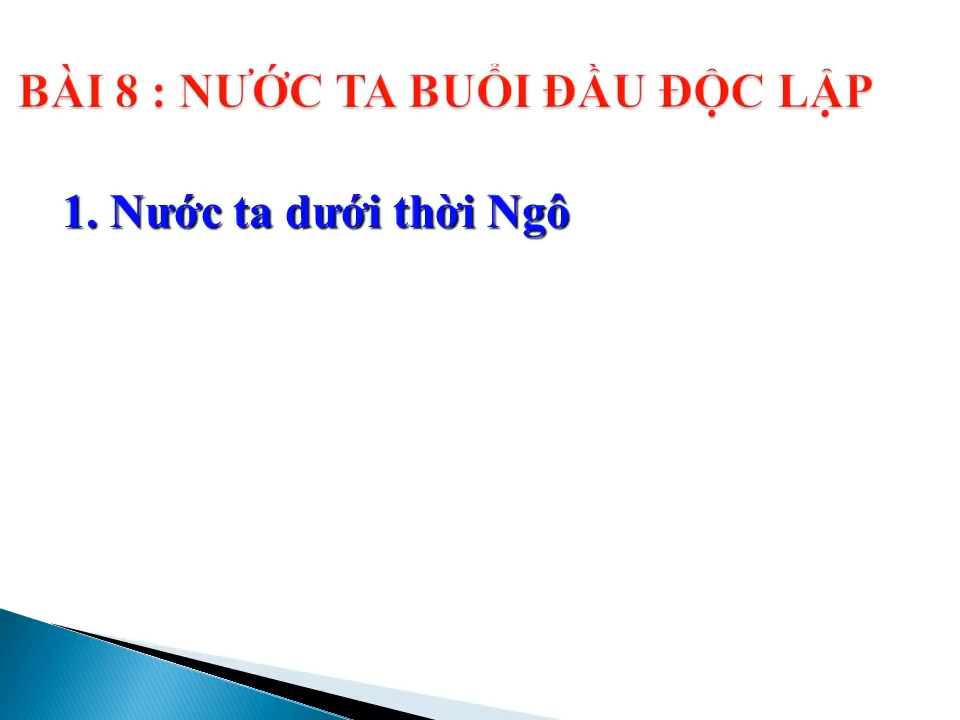 BÀI 8 : NƯỚC TA BUỔI ĐẦU ĐỘC LẬP
1. Nước ta dưới thời Ngô